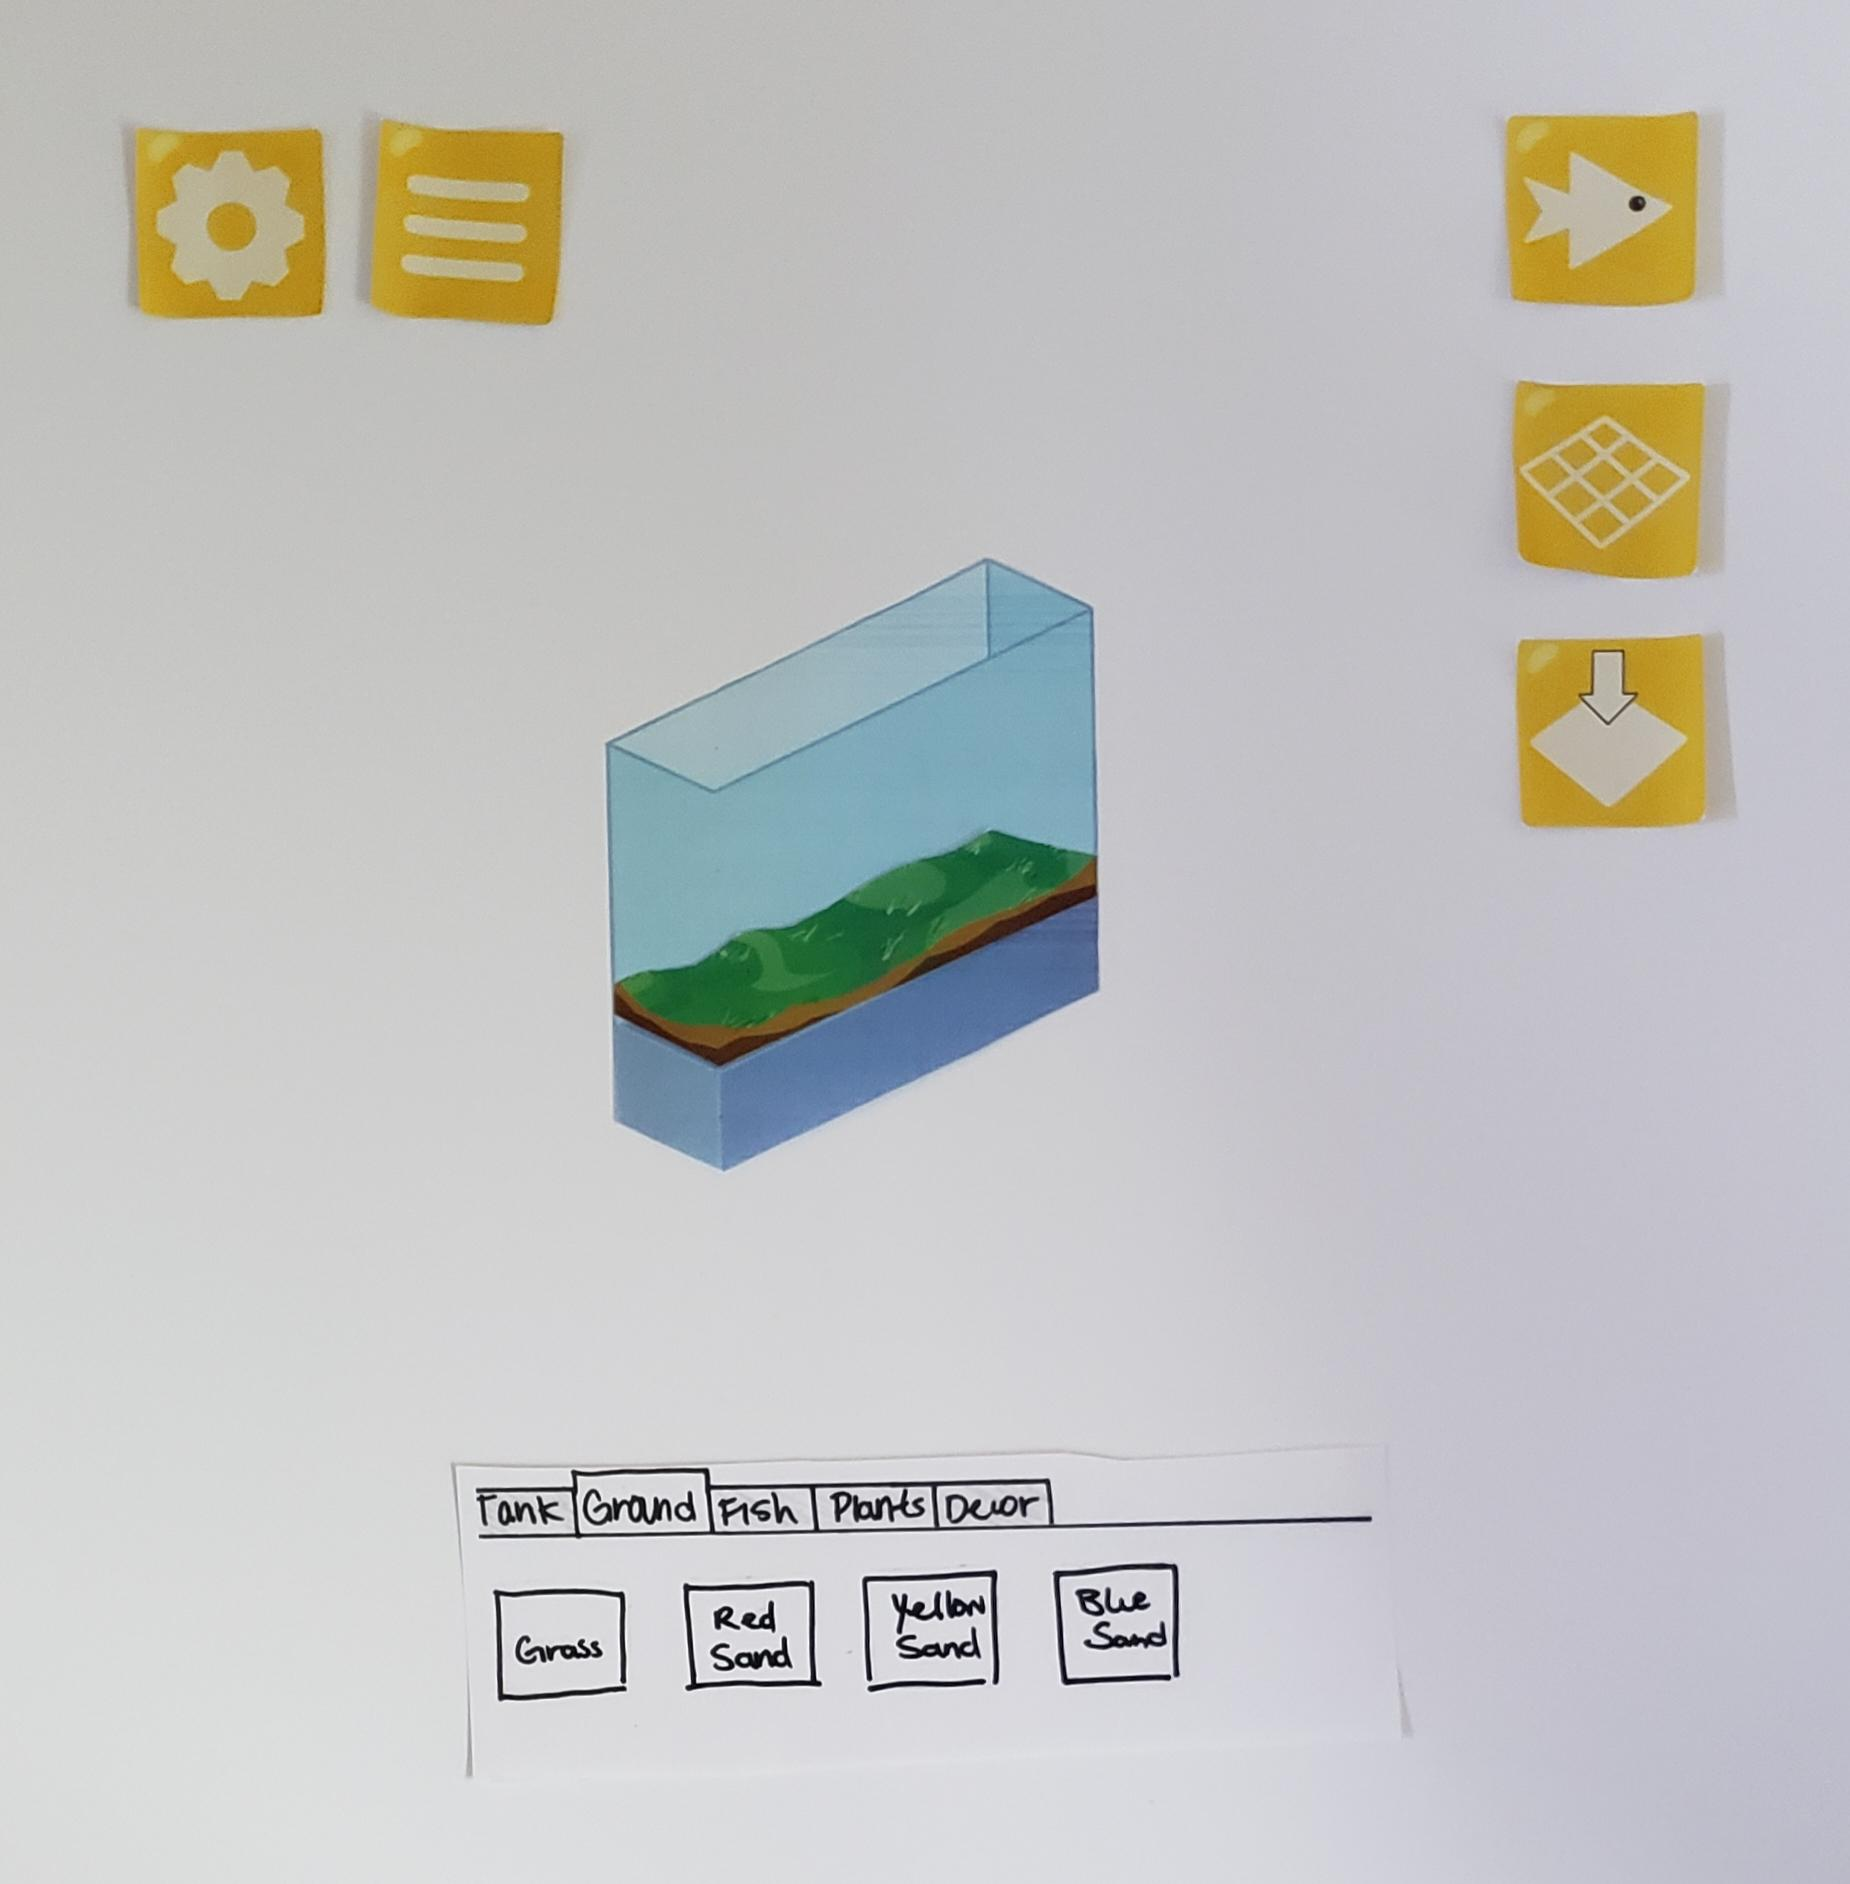 Tank Ground Fish Plants Decor
Grass
Red
Sand
Yellow
Sand
Blue
Sand